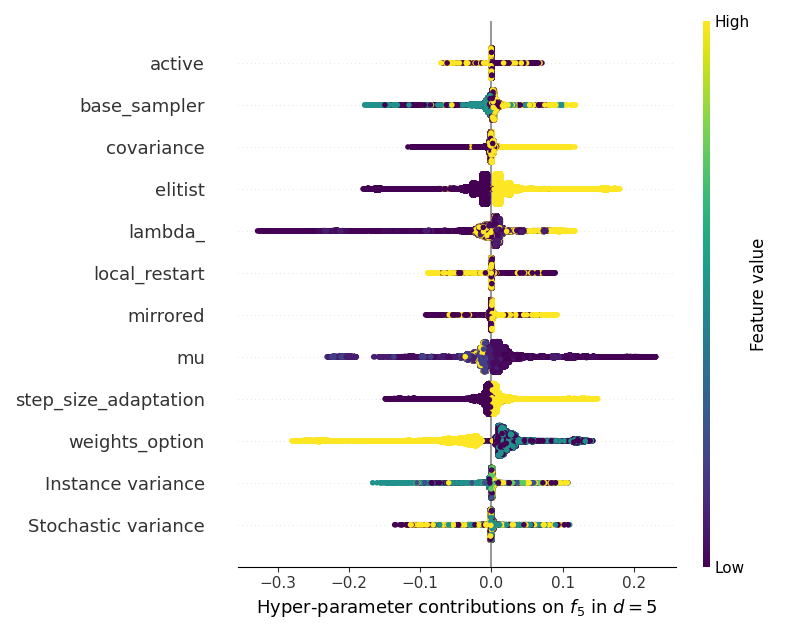 High
active
base_sampler
covariance
elitist
lambda_
local_restart
mirrored
mu
step_size_adaptation
weights_option
Instance variance
Stochastic variance
Feature value
Low
−0.3 −0.2 −0.1 0.0 0.1 0.2
Hyper-parameter contributions on f₅ in d = 5